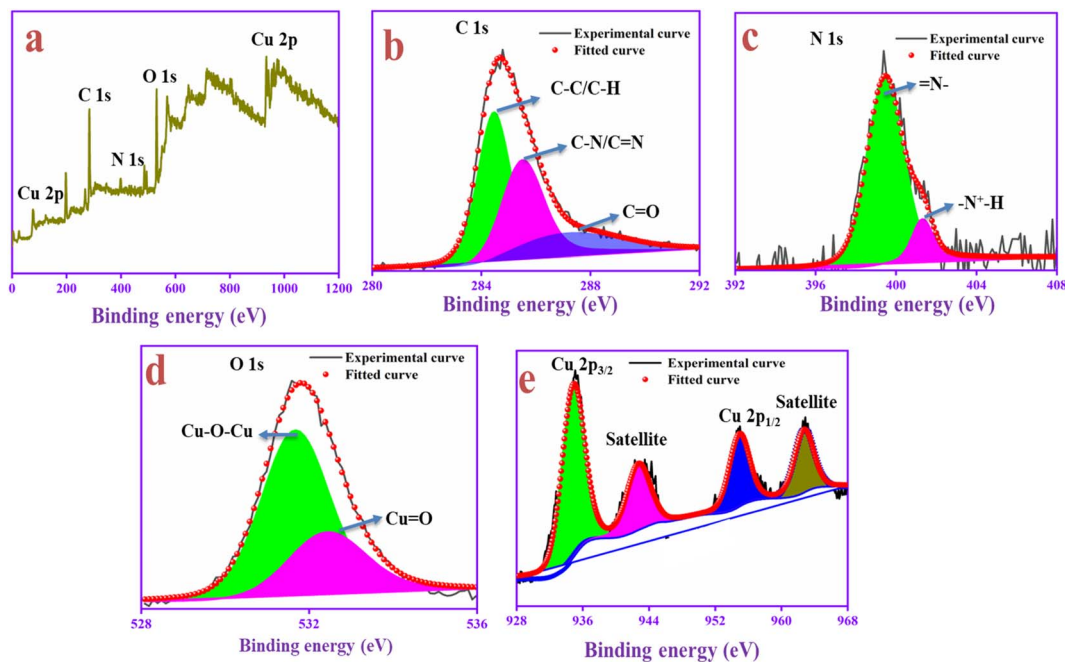 a
Cu 2p
C 1s
N 1s
O 1s
Cu 2p
0 200 400 600 800 1000 1200
Binding energy (eV)
b
C 1s
Experimental curve
Fitted curve
C-C/C-H
C-N/C=N
C=O
280 284 288 292
Binding energy (eV)
c
N 1s
Experimental curve
Fitted curve
=N-
-N⁺-H
392 396 400 404 408
Binding energy (eV)
d
O 1s
Experimental curve
Fitted curve
Cu-O-Cu
Cu=O
528 532 536
Binding energy (eV)
e
Cu 2p₃/₂
Experimental curve
Fitted curve
Satellite
Cu 2p₁/₂
Satellite
928 936 944 952 960 968
Binding energy (eV)